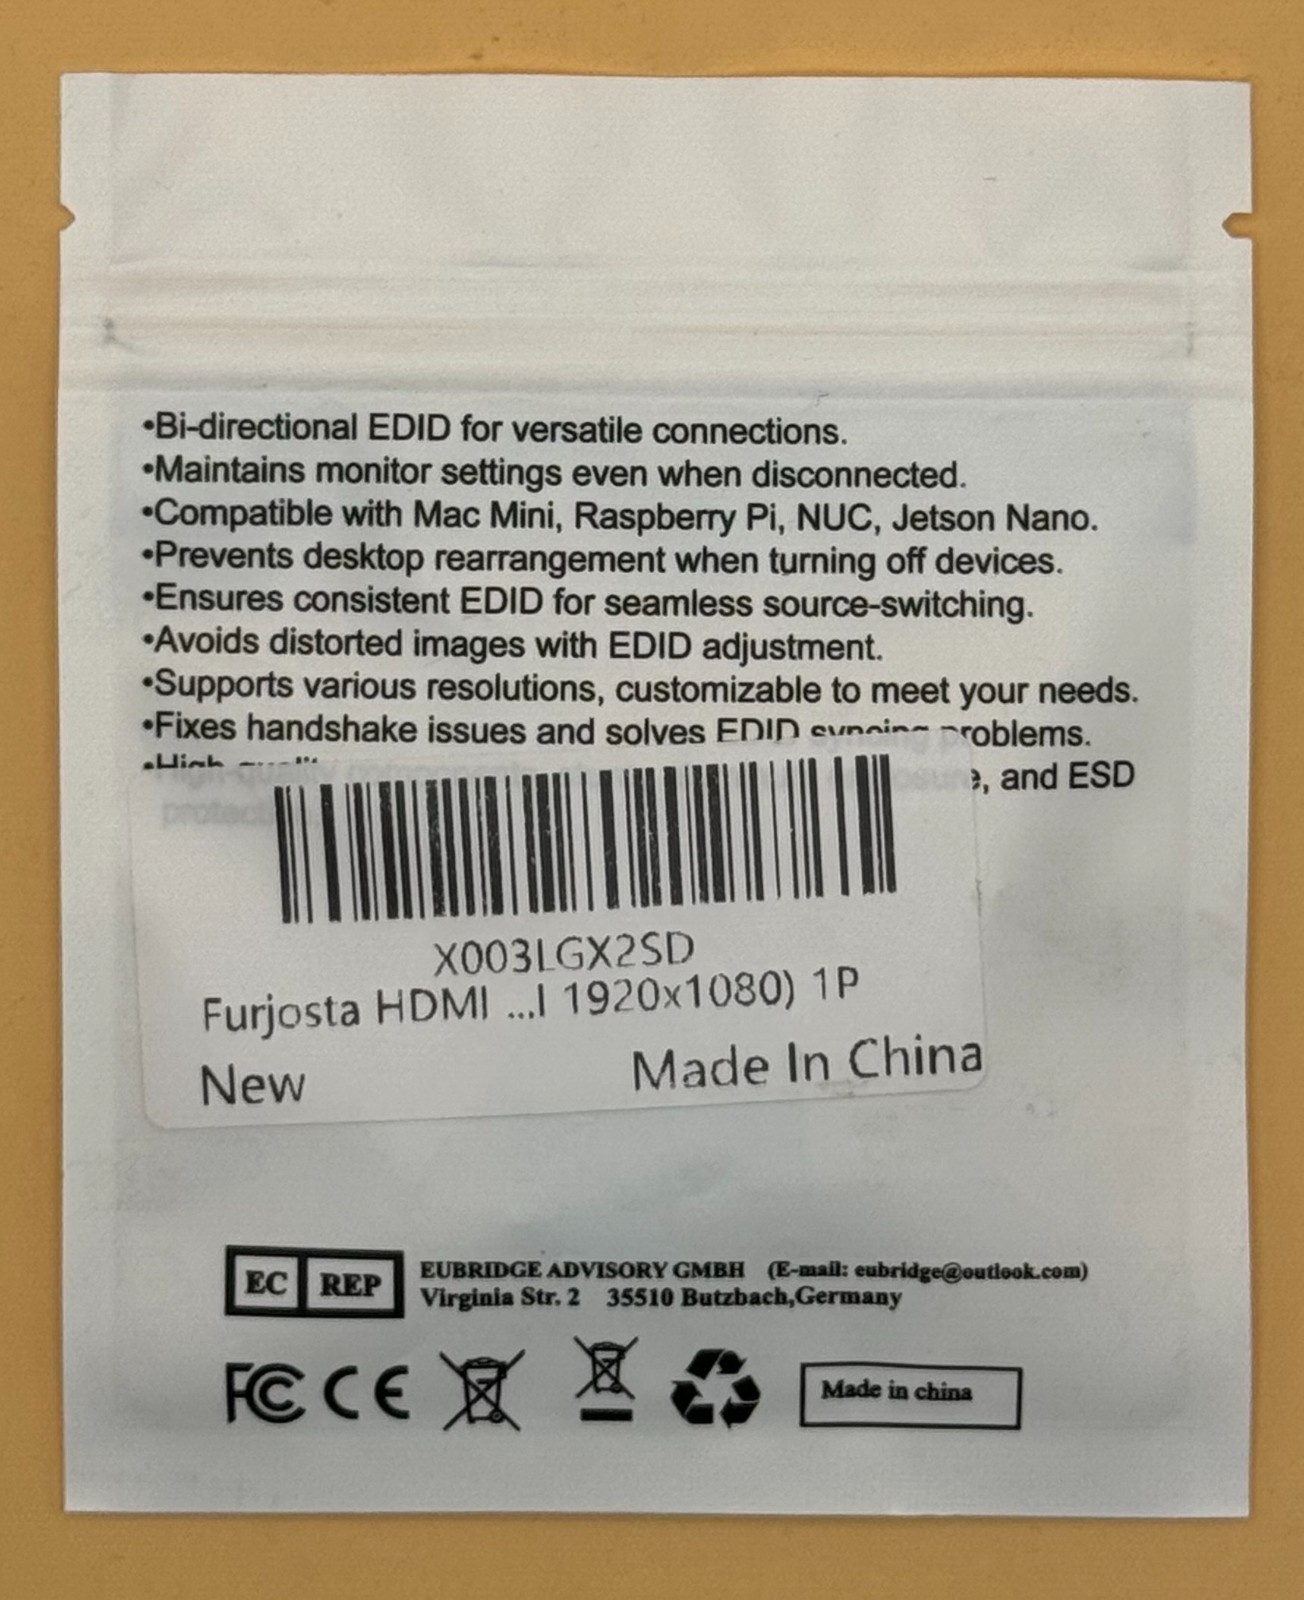 •Bi-directional EDID for versatile connections.
•Maintains monitor settings even when disconnected.
•Compatible with Mac Mini, Raspberry Pi, NUC, Jetson Nano.
•Prevents desktop rearrangement when turning off devices.
•Ensures consistent EDID for seamless source-switching.
•Avoids distorted images with EDID adjustment.
•Supports various resolutions, customizable to meet your needs.
•Fixes handshake issues and solves EDID syncing problems.
•High-quality and ESD
X003LGX2SD
Furjosta HDMI ...l 1920x1080) 1P
New Made In China
EC REP EUBRIDGE ADVISORY GMBH (E-mail: eubridge@outlook.com)
Virginia Str. 2 35510 Butzbach,Germany
FC CE Made in china